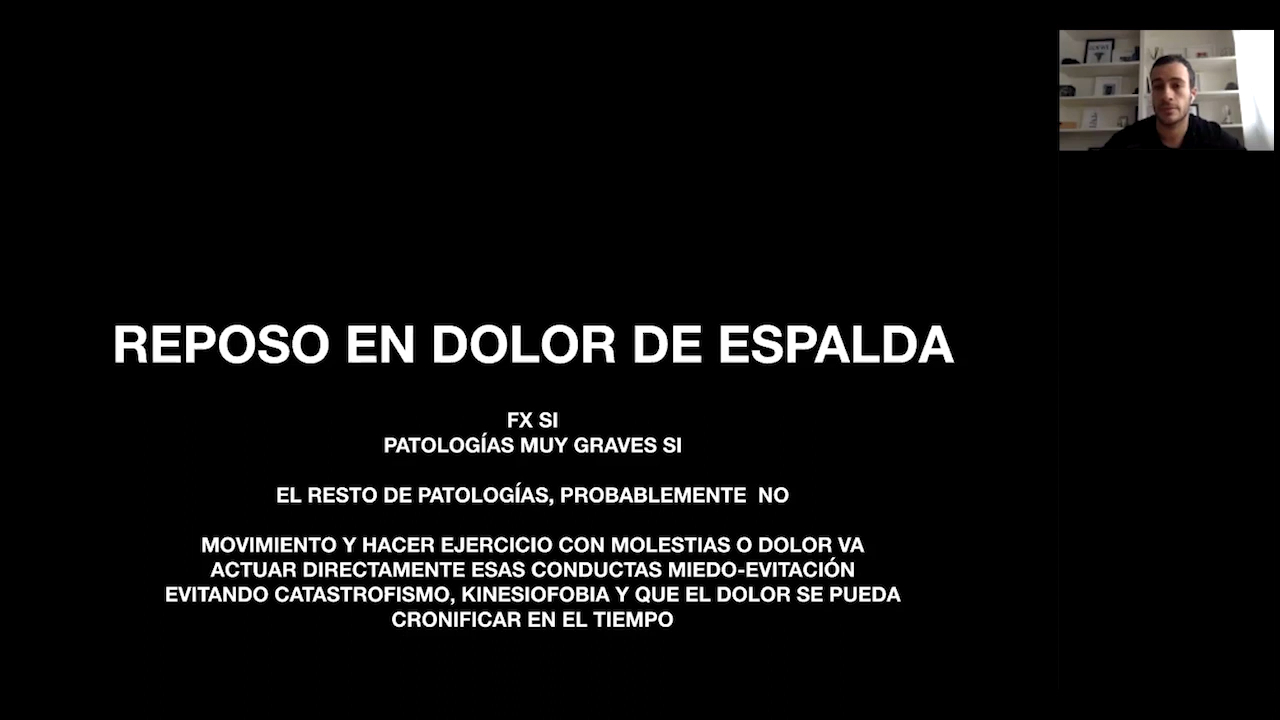 REPOSO EN DOLOR DE ESPALDA
FX SI
PATOLOGÍAS MUY GRAVES SI
EL RESTO DE PATOLOGÍAS, PROBABLEMENTE  NO
MOVIMIENTO Y HACER EJERCICIO CON MOLESTIAS O DOLOR VA
ACTUAR DIRECTAMENTE ESAS CONDUCTAS MIEDO-EVITACIÓN
EVITANDO CATASTROFISMO, KINESIOFOBIA Y QUE EL DOLOR SE PUEDA
CRONIFICAR EN EL TIEMPO